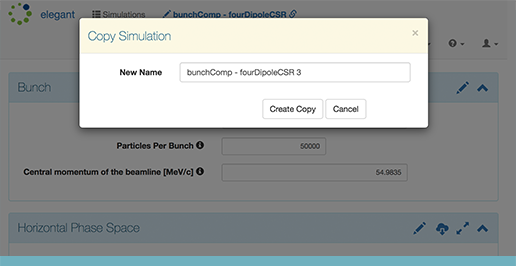 elegant Simulations bunchComp - fourDipoleCSR
Copy Simulation ×
New Name bunchComp - fourDipoleCSR 3
Create Copy Cancel
Bunch
Particles Per Bunch 50000
Central momentum of the beamline [MeV/c] 54.9835
Horizontal Phase Space